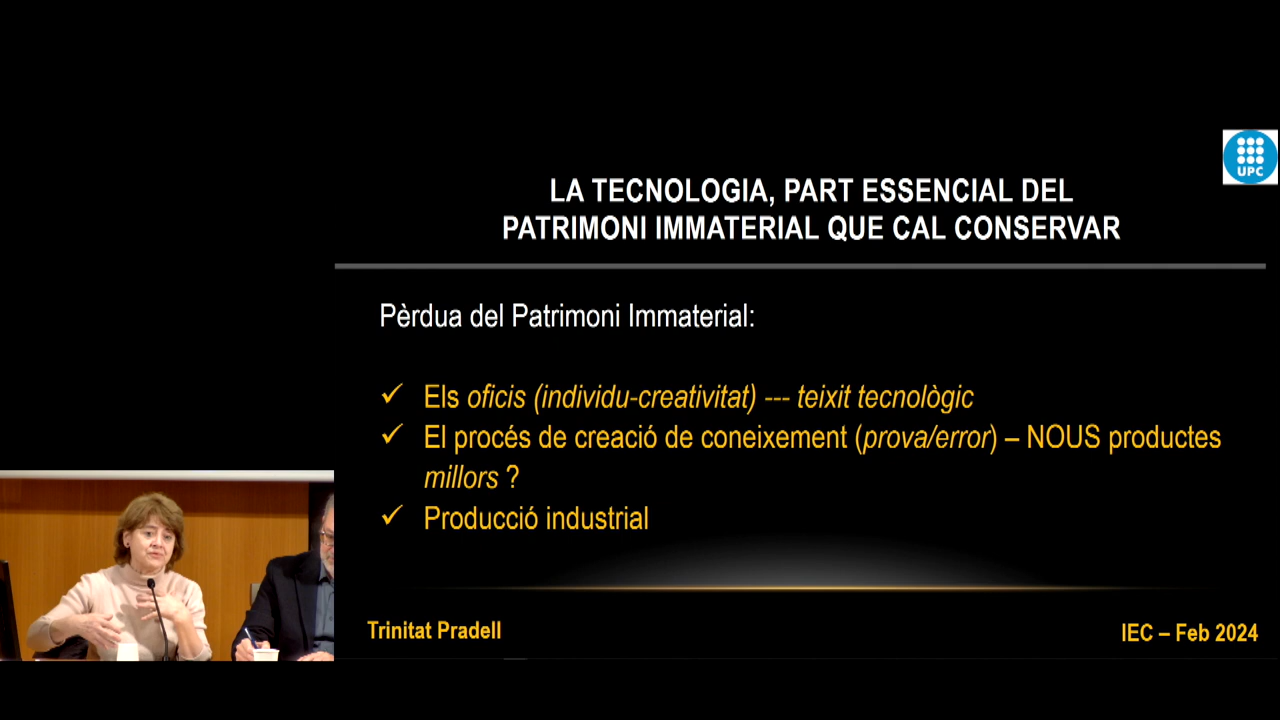 UPC
LA TECNOLOGIA, PART ESSENCIAL DEL
PATRIMONI IMMATERIAL QUE CAL CONSERVAR
Pèrdua del Patrimoni Immaterial:
✓ Els oficis (individu-creativitat) --- teixit tecnològic
✓ El procés de creació de coneixement (prova/error) – NOUS productes
millors ?
✓ Producció industrial
Trinitat Pradell
IEC – Feb 2024